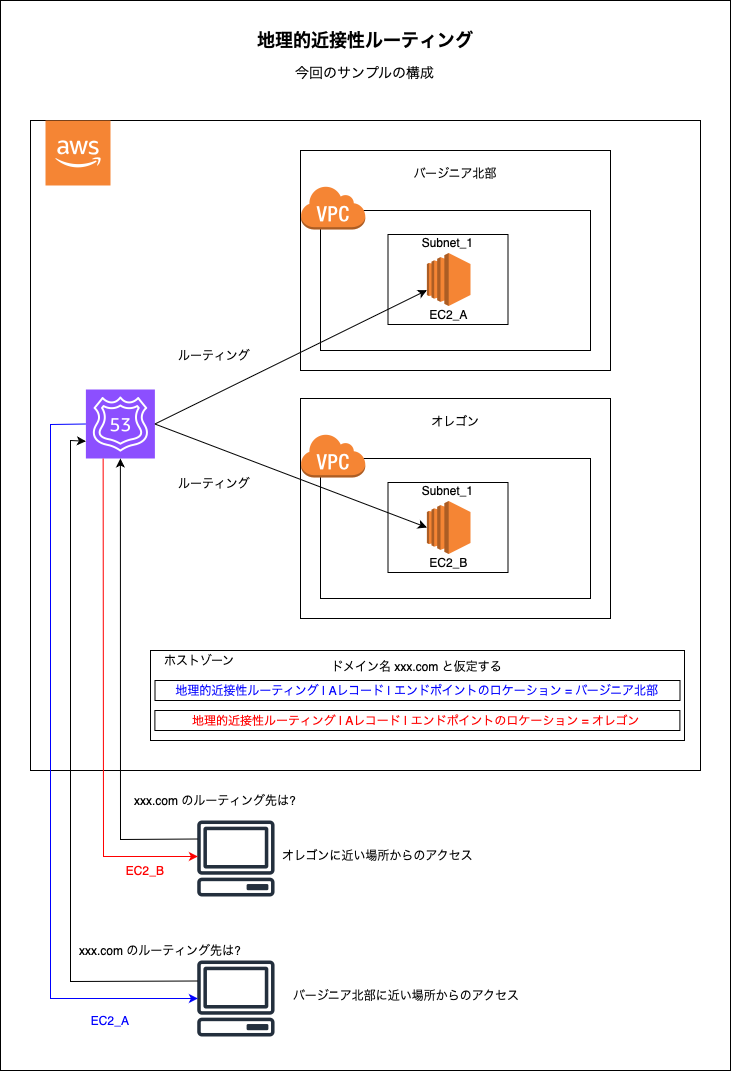 地理的近接性ルーティング
今回のサンプルの構成
aws
バージニア北部
VPC
Subnet_1
EC2_A
ルーティング
53
オレゴン
VPC
Subnet_1
EC2_B
ルーティング
ホストゾーン
ドメイン名 xxx.com と仮定する
地理的近接性ルーティング | Aレコード | エンドポイントのロケーション = バージニア北部
地理的近接性ルーティング | Aレコード | エンドポイントのロケーション = オレゴン
xxx.com のルーティング先は?
オレゴンに近い場所からのアクセス
EC2_B
xxx.com のルーティング先は?
バージニア北部に近い場所からのアクセス
EC2_A